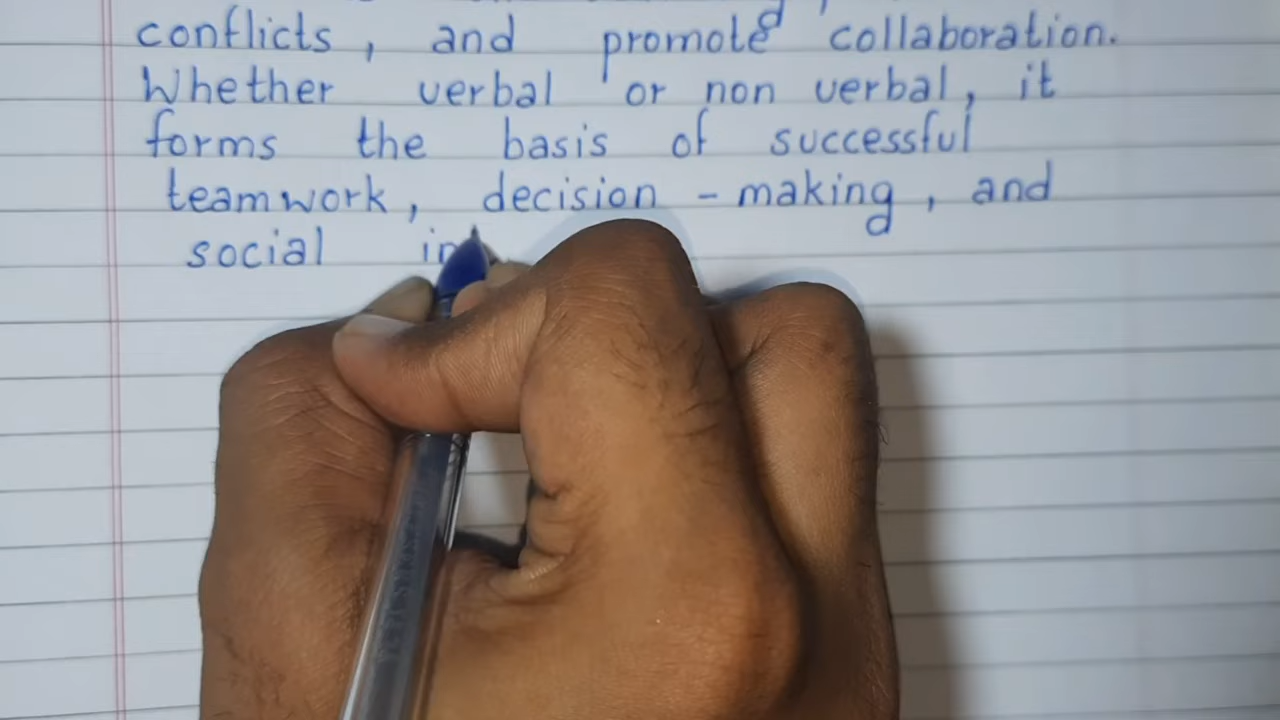 conflicts, and promote collaboration.
Whether verbal or non verbal, it
forms the basis of successful
teamwork, decision - making, and
social in